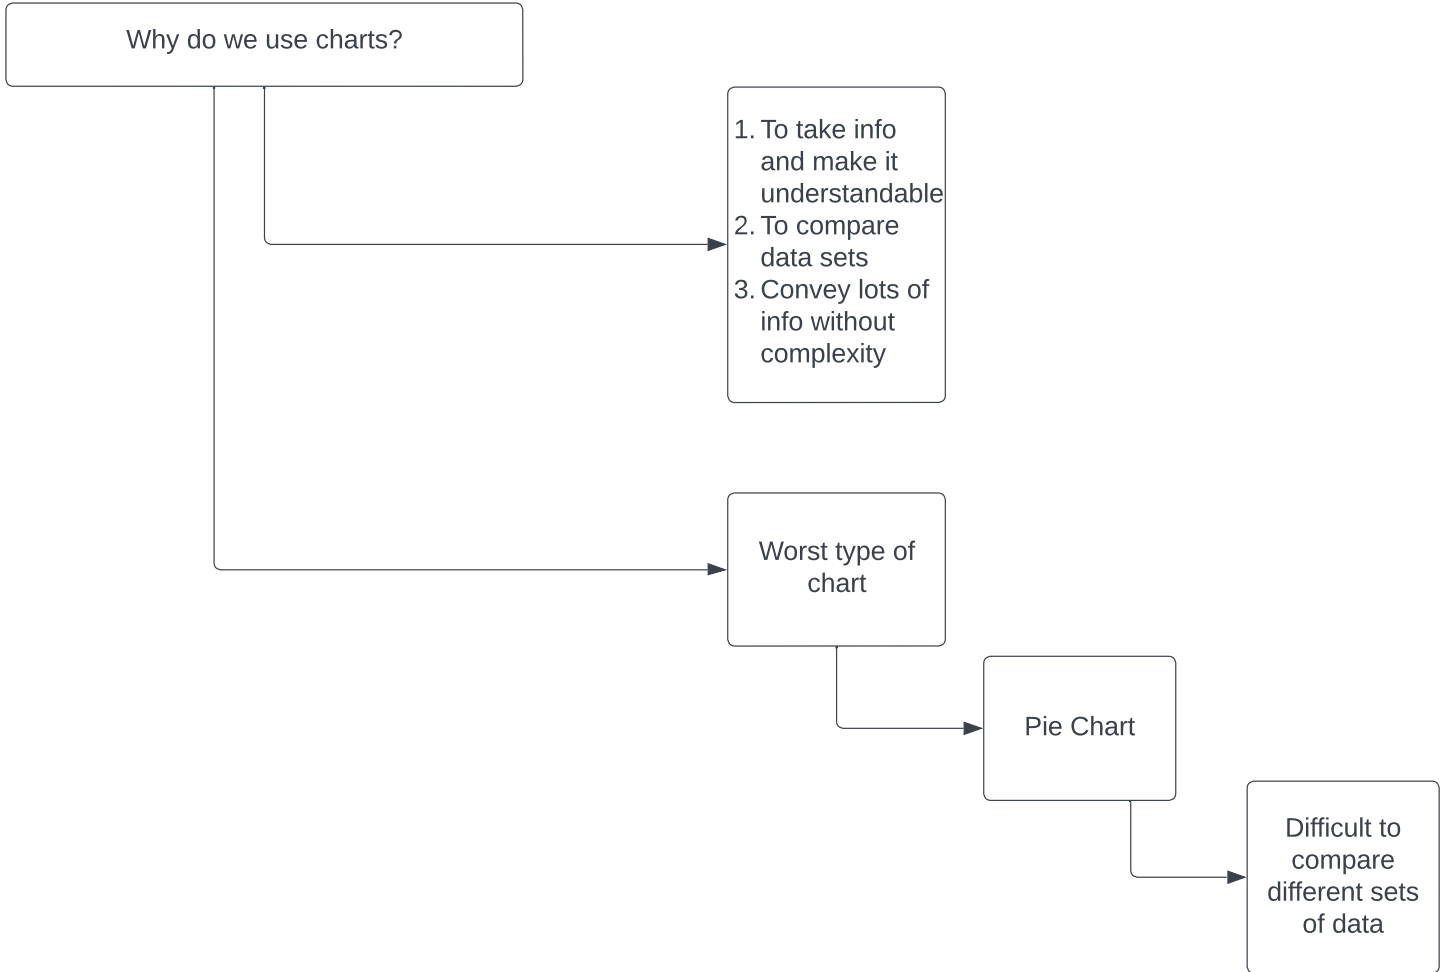 Why do we use charts?
1. To take info
and make it
understandable
2. To compare
data sets
3. Convey lots of
info without
complexity
Worst type of
chart
Pie Chart
Difficult to
compare
different sets
of data